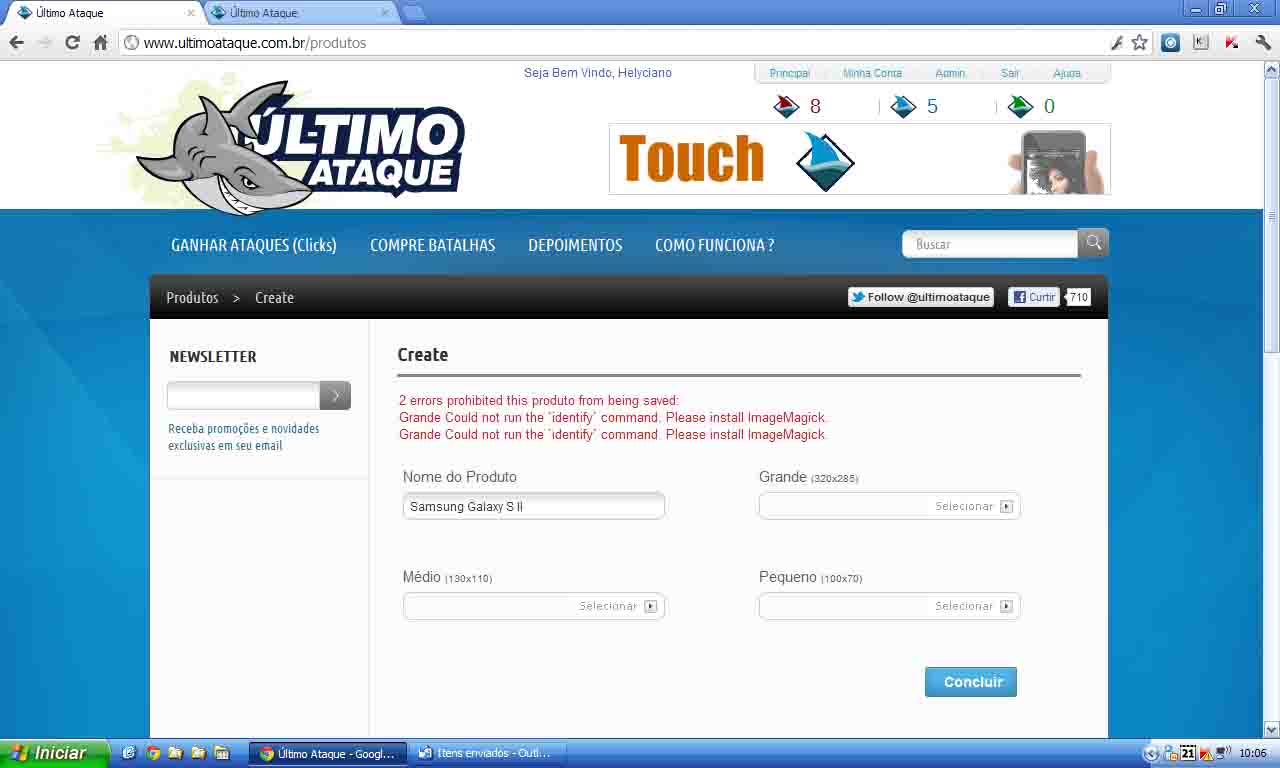 Último Ataque
Último Ataque
www.ultimoataque.com.br/produtos
Seja Bem Vindo, Helyciano
Principal
Minha Conta
Admin.
Sair
Ajuda
8
5
0
ÚLTIMO
ATAQUE
Touch
GANHAR ATAQUES (Clicks)
COMPRE BATALHAS
DEPOIMENTOS
COMO FUNCIONA ?
Buscar
Produtos > Create
Follow @ultimoataque
Curtir
710
NEWSLETTER
Receba promoções e novidades
exclusivas em seu email
Create
2 errors prohibited this produto from being saved:
Grande Could not run the `identify` command. Please install ImageMagick.
Grande Could not run the `identify` command. Please install ImageMagick.
Nome do Produto
Samsung Galaxy S II
Grande (320x285)
Selecionar
Médio (130x110)
Selecionar
Pequeno (100x70)
Selecionar
Concluir
Iniciar
Último Ataque - Googl...
Itens enviados - Outl...
21
10:06